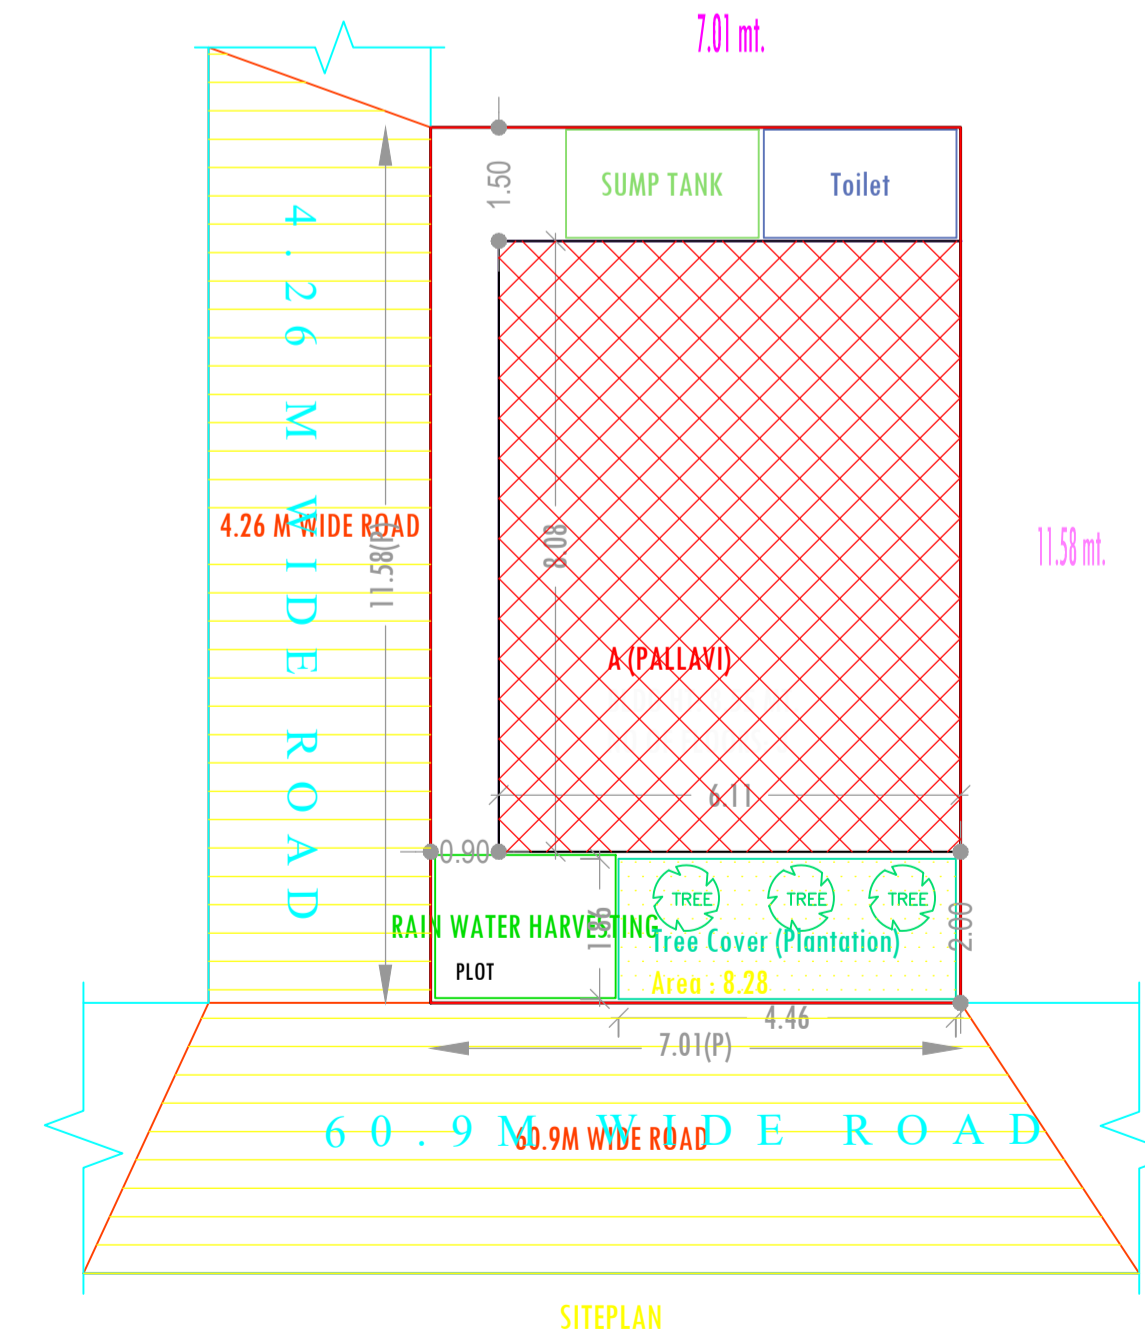 7.01 mt.
1.50
SUMP TANK
Toilet
4.26 M WIDE ROAD
4.26 M WIDE ROAD
11.58(P)
8.08
11.58 mt.
A (PALLAVI)
6.11
0.90
TREE
TREE
TREE
RAIN WATER HARVESTING
1.86
Tree Cover (Plantation)
2.00
PLOT
Area : 8.28
4.46
7.01(P)
60.9M WIDE ROAD
60.9M WIDE ROAD
SITEPLAN